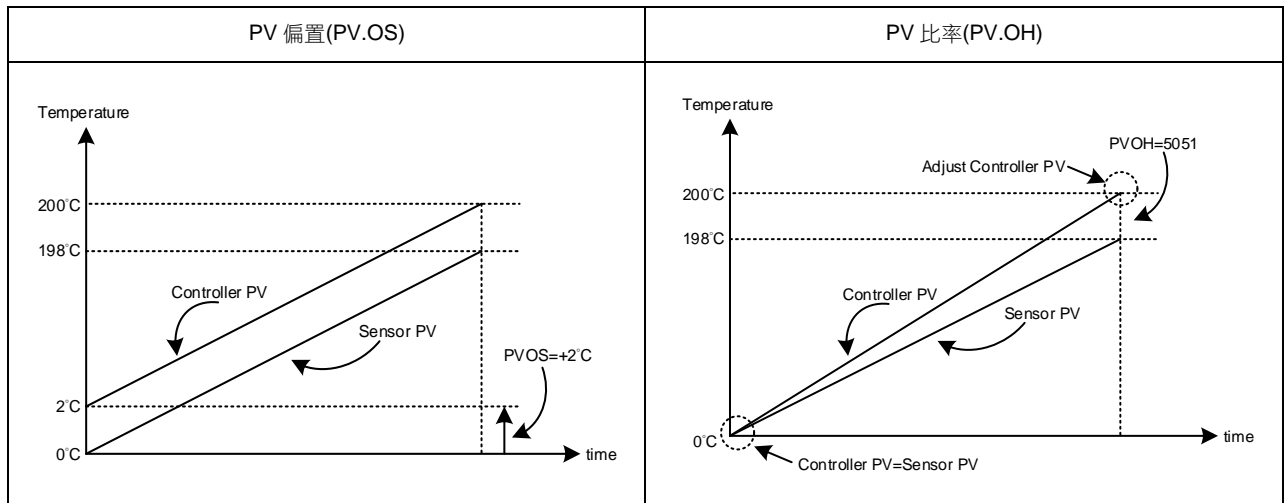 PV 偏置(PV.OS)
Temperature
200°C
198°C
Controller PV
Sensor PV
PVOS=+2°C
2°C
0°C
time
PV 比率(PV.OH)
Temperature
PVOH=5051
Adjust Controller PV
200°C
198°C
Controller PV
Sensor PV
0°C
time
Controller PV=Sensor PV